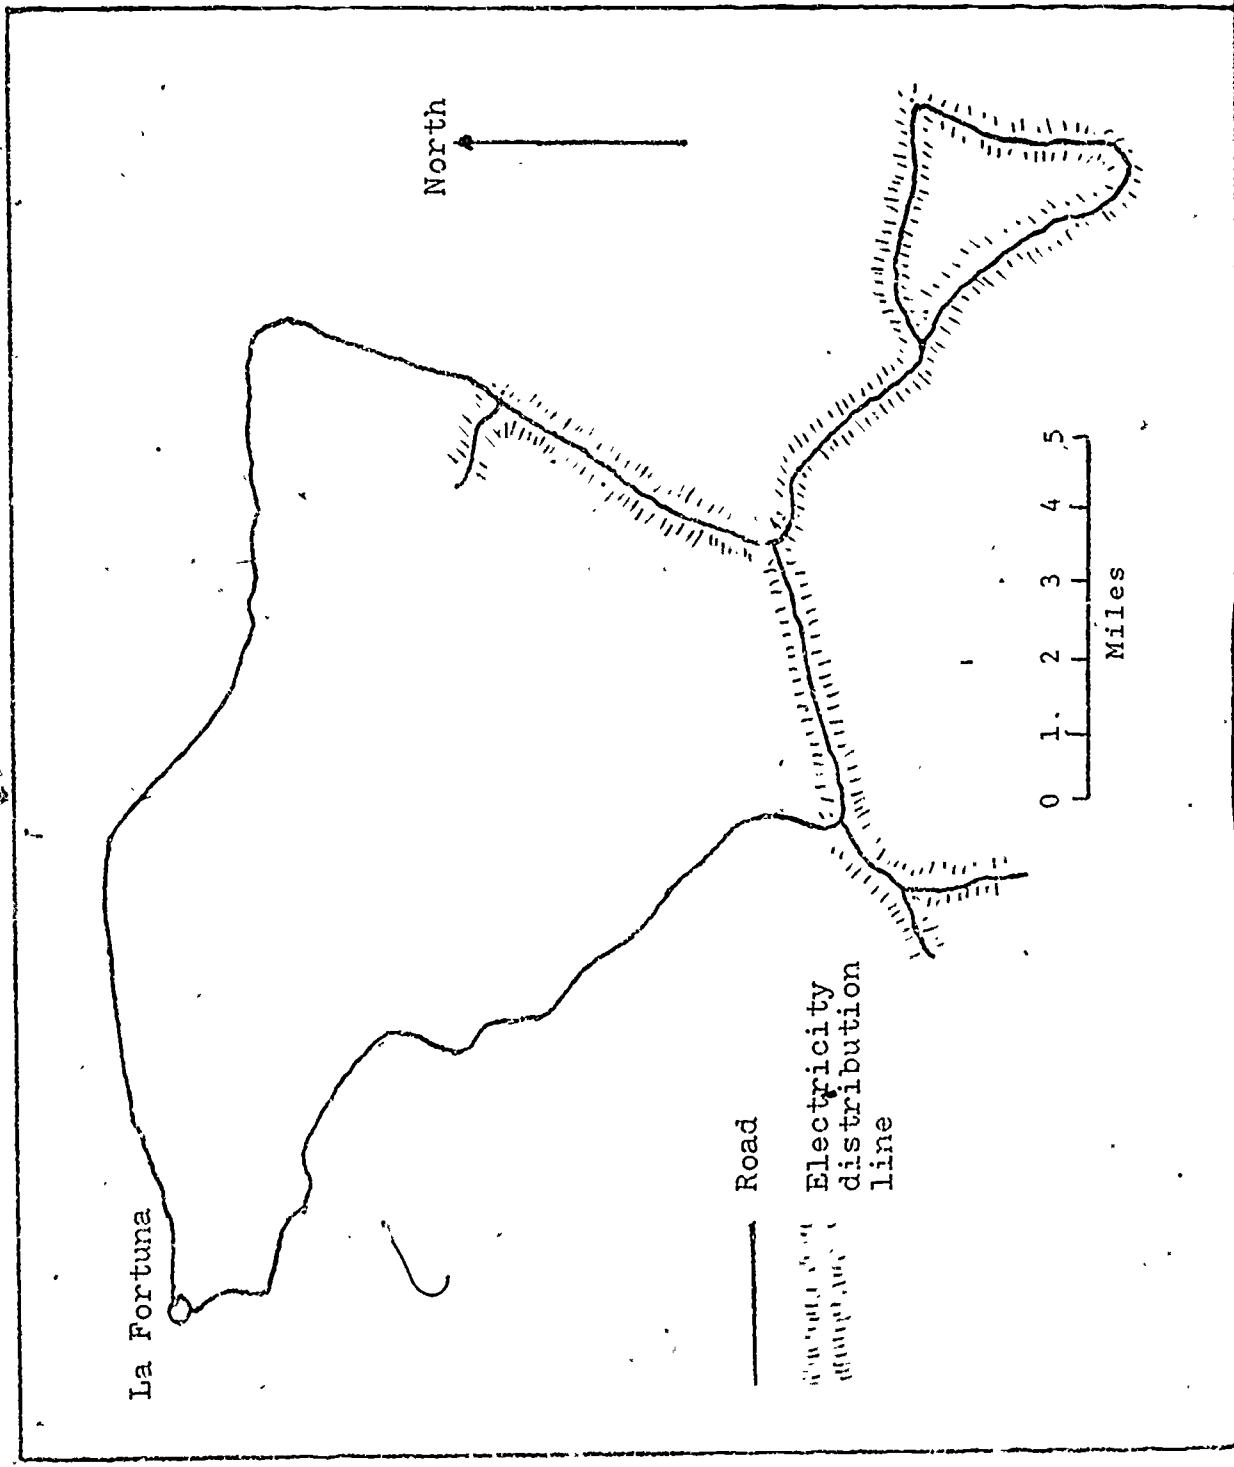 La Fortuna
North
Road
Electricity
distribution
line
0 1 2 3 4 5
Miles